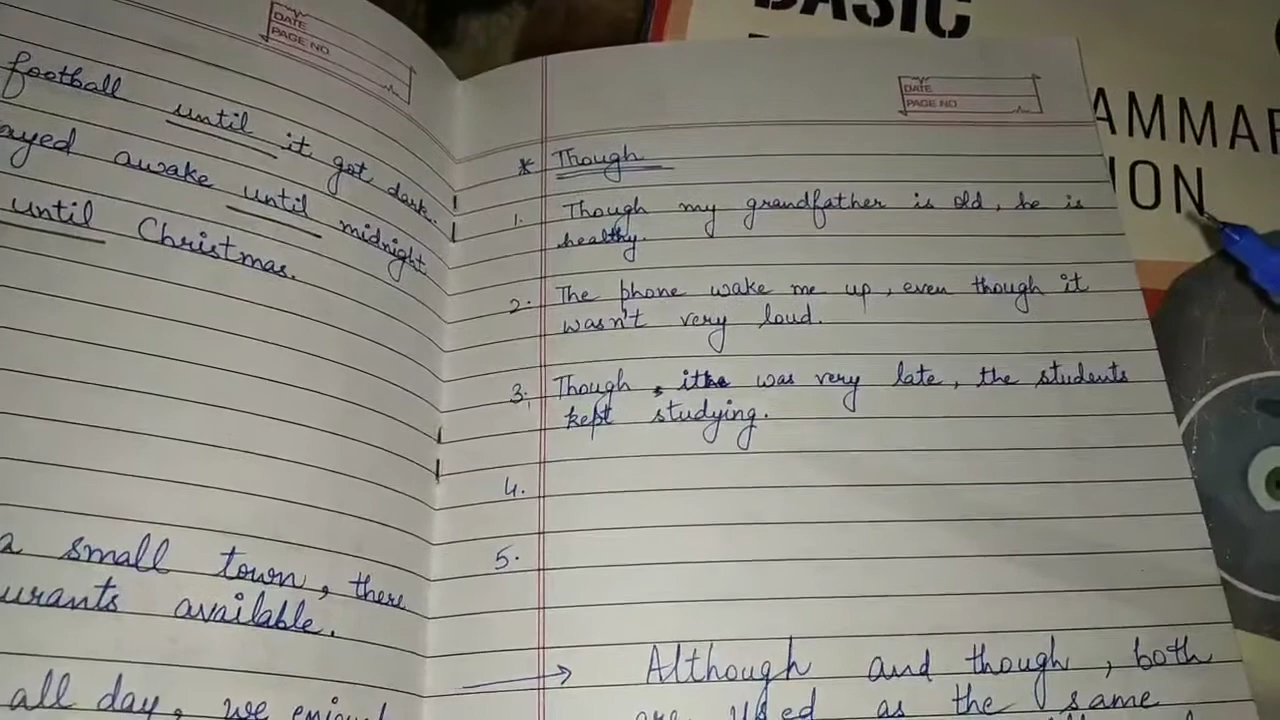 DATE
PAGE NO.
football until it got dark.
ayed awake until midnight
until Christmas.
a small town, there
urants available.
all day, we
BASIC
AMMAR
ION
DATE
PAGE NO.
* Though
1. Though my grandfather is old, he is
healthy.
2. The phone wake me up, even though it
wasn't very loud.
3. Though, it was very late, the students
kept studying.
4.
5.
→ Although and though, both
are used as the same